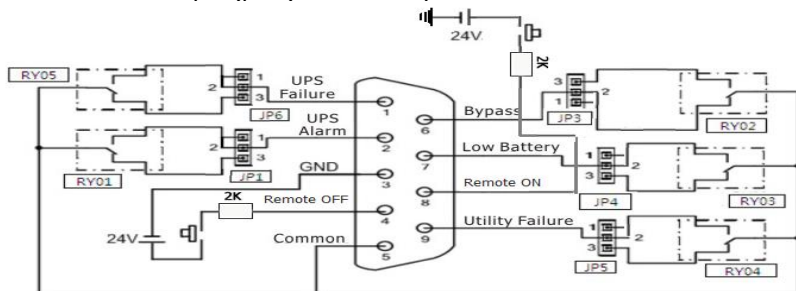 24V
2K
RY05
1
2
3
JP6
UPS
Failure
1
Bypass
6
3
2
1
JP3
RY02
UPS
Alarm
2
1
2
3
JP1
RY01
Low Battery
7
1
2
3
JP4
RY03
GND
3
Remote ON
8
2K
Remote OFF
4
24V
Utility Failure
9
1
2
3
JP5
RY04
Common
5